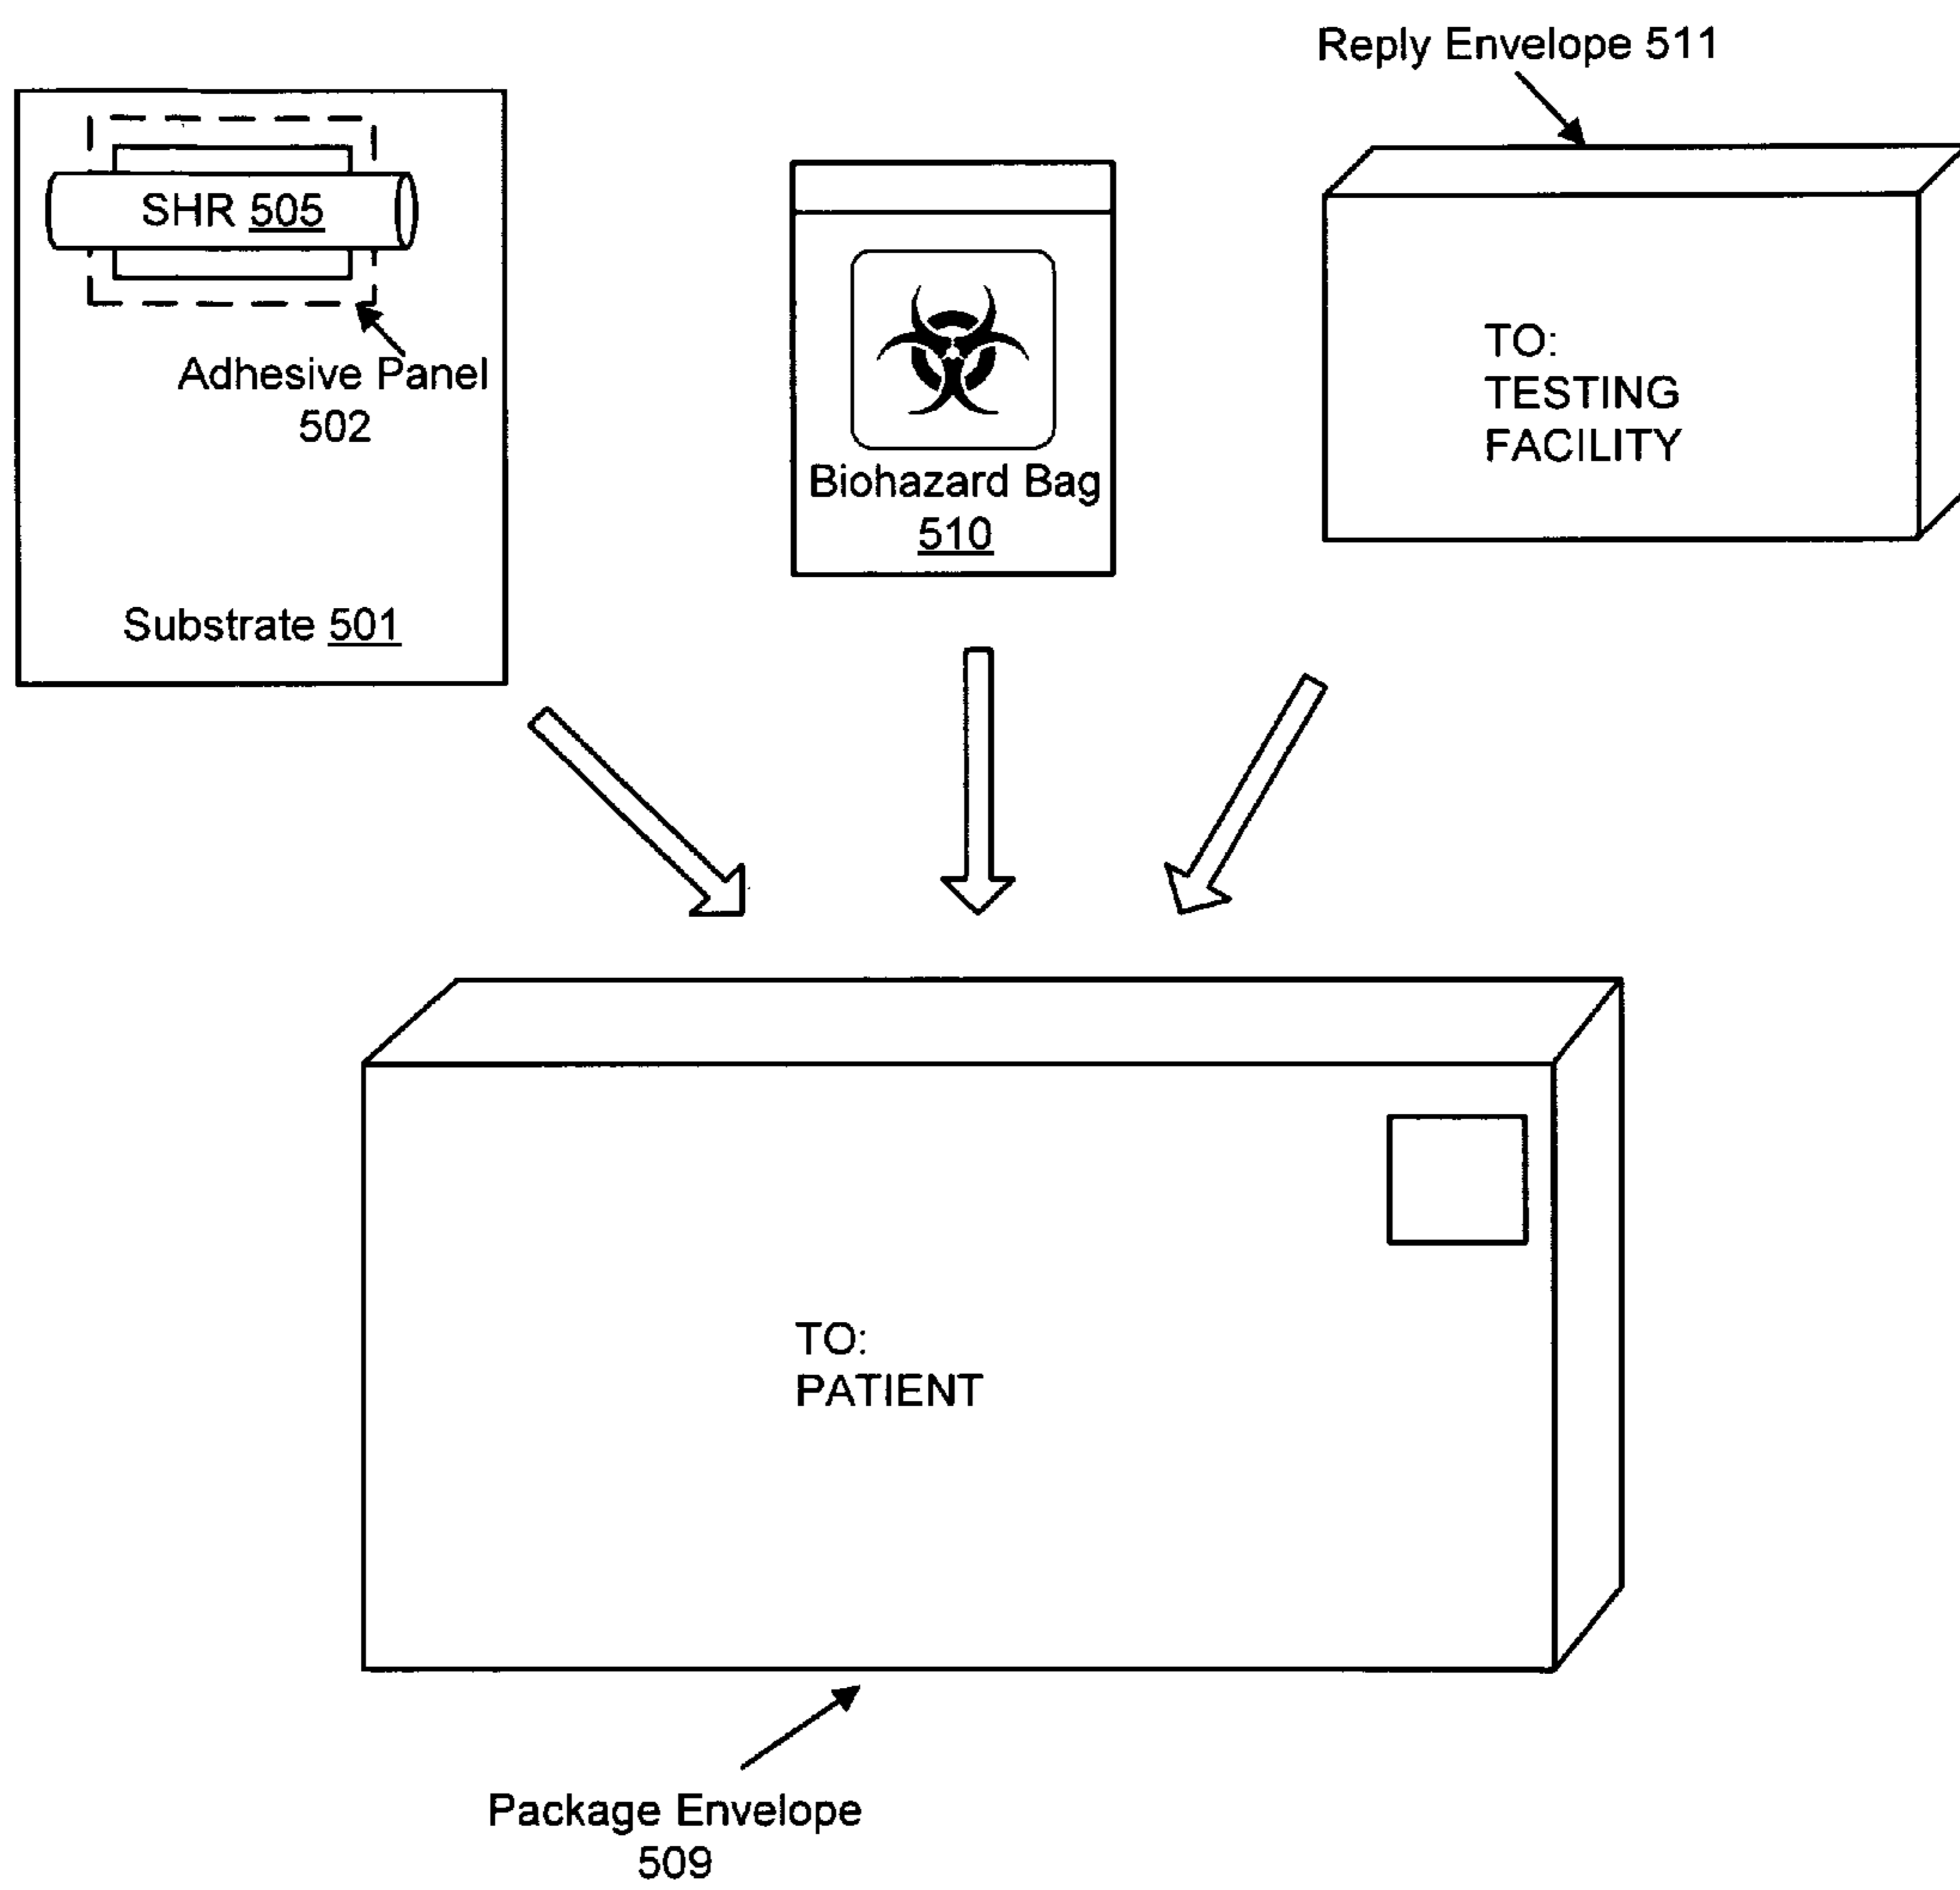 Reply Envelope 511
SHR 505
Adhesive Panel
502
Substrate 501
Biohazard Bag
510
TO:
TESTING
FACILITY
TO:
PATIENT
Package Envelope
509